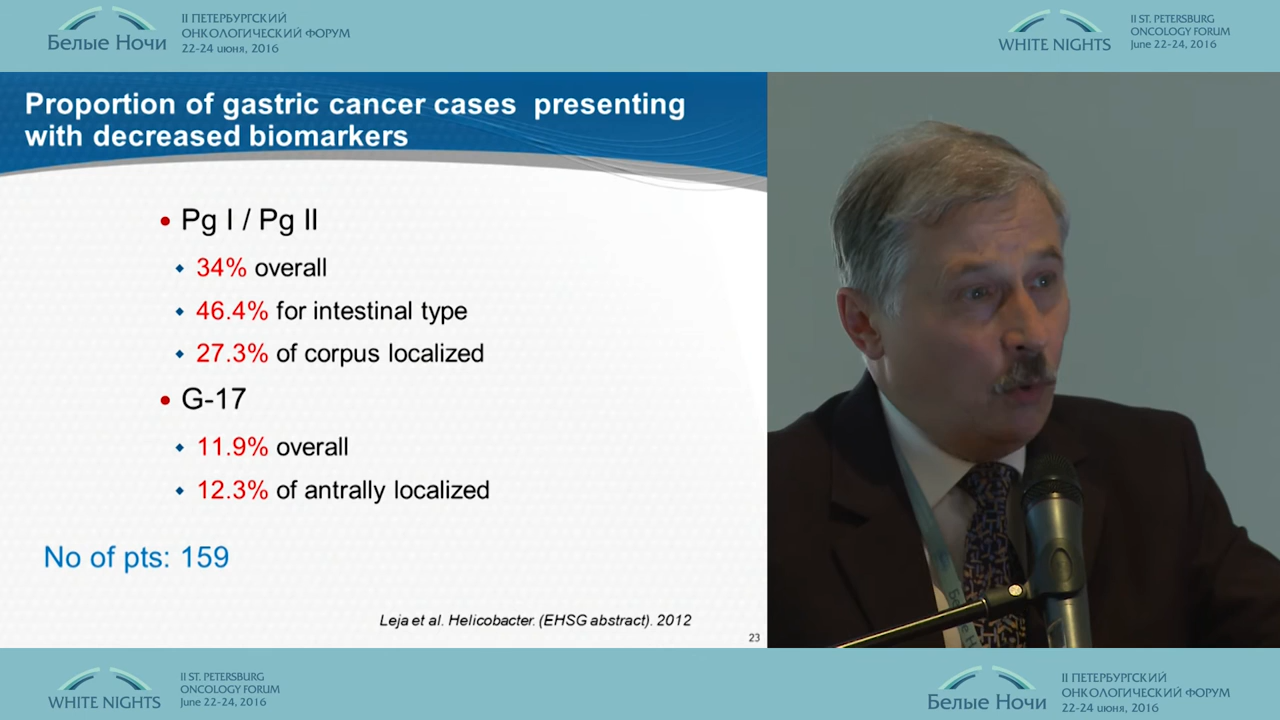 Белые Ночи
II ПЕТЕРБУРГСКИЙ
ОНКОЛОГИЧЕСКИЙ ФОРУМ
22-24 июня, 2016
WHITE NIGHTS
II ST. PETERSBURG
ONCOLOGY FORUM
June 22-24, 2016
Proportion of gastric cancer cases presenting
with decreased biomarkers
• Pg I / Pg II
34% overall
46.4% for intestinal type
27.3% of corpus localized
• G-17
11.9% overall
12.3% of antrally localized
No of pts: 159
Leja et al. Helicobacter. (EHSG abstract). 2012
23
WHITE NIGHTS
II ST. PETERSBURG
ONCOLOGY FORUM
June 22-24, 2016
Белые Ночи
II ПЕТЕРБУРГСКИЙ
ОНКОЛОГИЧЕСКИЙ ФОРУМ
22-24 июня, 2016